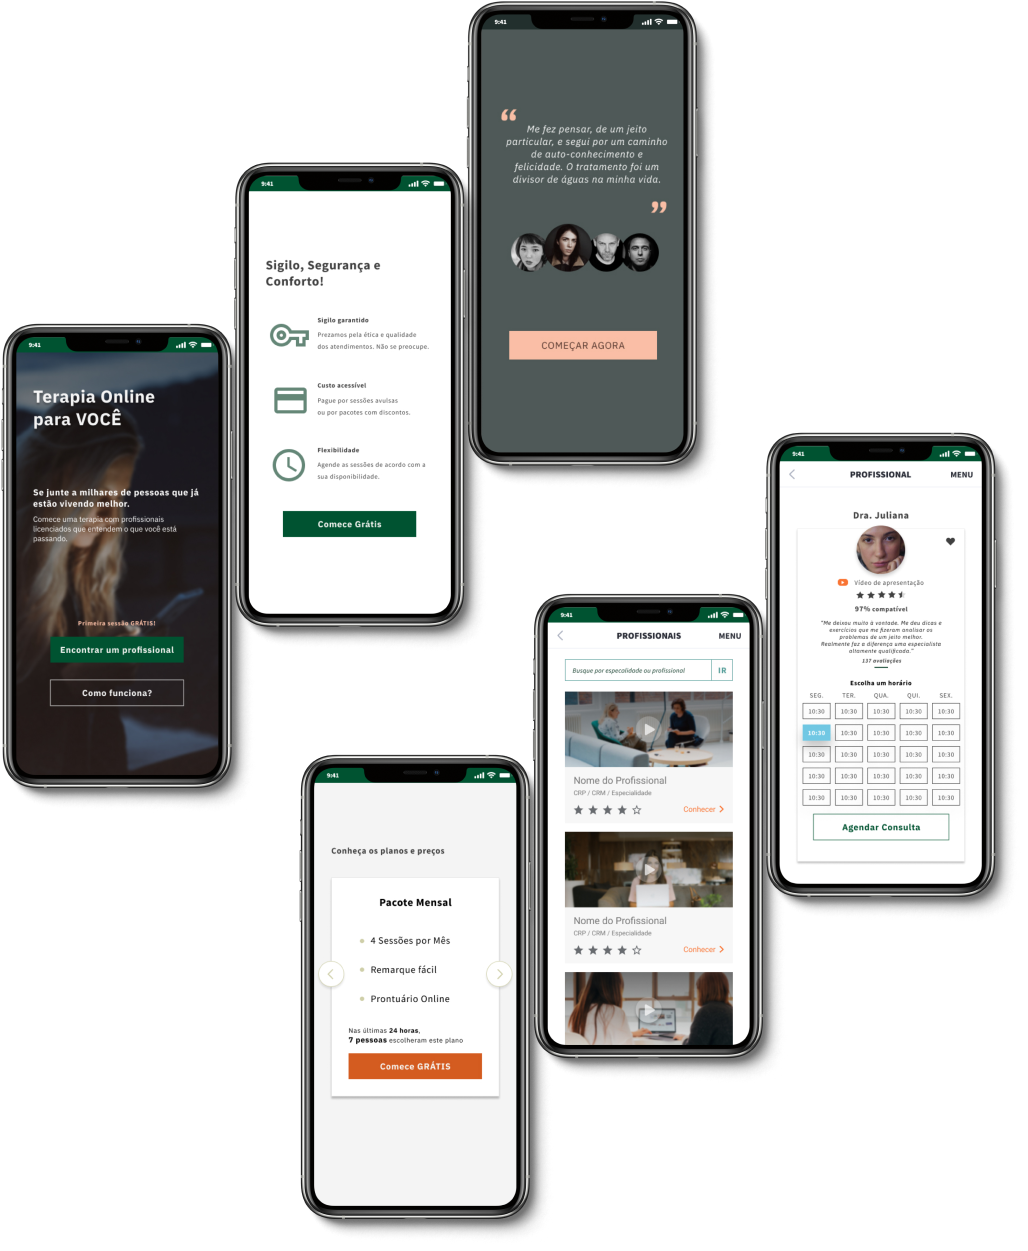 9:41
Me fez pensar, de um jeito
particular, e segui por um caminho
de auto-conhecimento e
felicidade. O tratamento foi um
divisor de águas na minha vida.
COMEÇAR AGORA
9:41
Sigilo, Segurança e
Conforto!
Sigilo garantido
Prezamos pela ética e qualidade
dos atendimentos. Não se preocupe.
Custo acessível
Pague por sessões avulsas
ou por pacotes com discontos.
Flexibilidade
Agende as sessões de acordo com a
sua disponibilidade.
Comece Grátis
9:41
Terapia Online
para VOCÊ
Se junte a milhares de pessoas que já
estão vivendo melhor.
Comece uma terapia com profissionais
licenciados que entendem o que você está
passando.
Primeira sessão GRÁTIS!
Encontrar um profissional
Como funciona?
9:41
PROFISSIONAL MENU
Dra. Juliana
Vídeo de apresentação
97% compatível
"Me deixou muito à vontade. Me deu dicas e
exercícios que me fizeram analisar os
problemas de um jeito melhor.
Realmente faz a diferença uma especialista
altamente qualificada."
137 avaliações
Escolha um horário
SEG. TER. QUA. QUI. SEX.
10:30 10:30 10:30 10:30 10:30
10:30 10:30 10:30 10:30 10:30
10:30 10:30 10:30 10:30 10:30
10:30 10:30 10:30 10:30 10:30
10:30 10:30 10:30 10:30 10:30
Agendar Consulta
9:41
PROFISSIONAIS MENU
Busque por especalidade ou profissional IR
Nome do Profissional
CRP / CRM / Especialidade
Conhecer
Nome do Profissional
CRP / CRM / Especialidade
Conhecer
9:41
Conheça os planos e preços
Pacote Mensal
4 Sessões por Mês
Remarque fácil
Prontuário Online
Nas últimas 24 horas,
7 pessoas escolheram este plano
Comece GRÁTIS